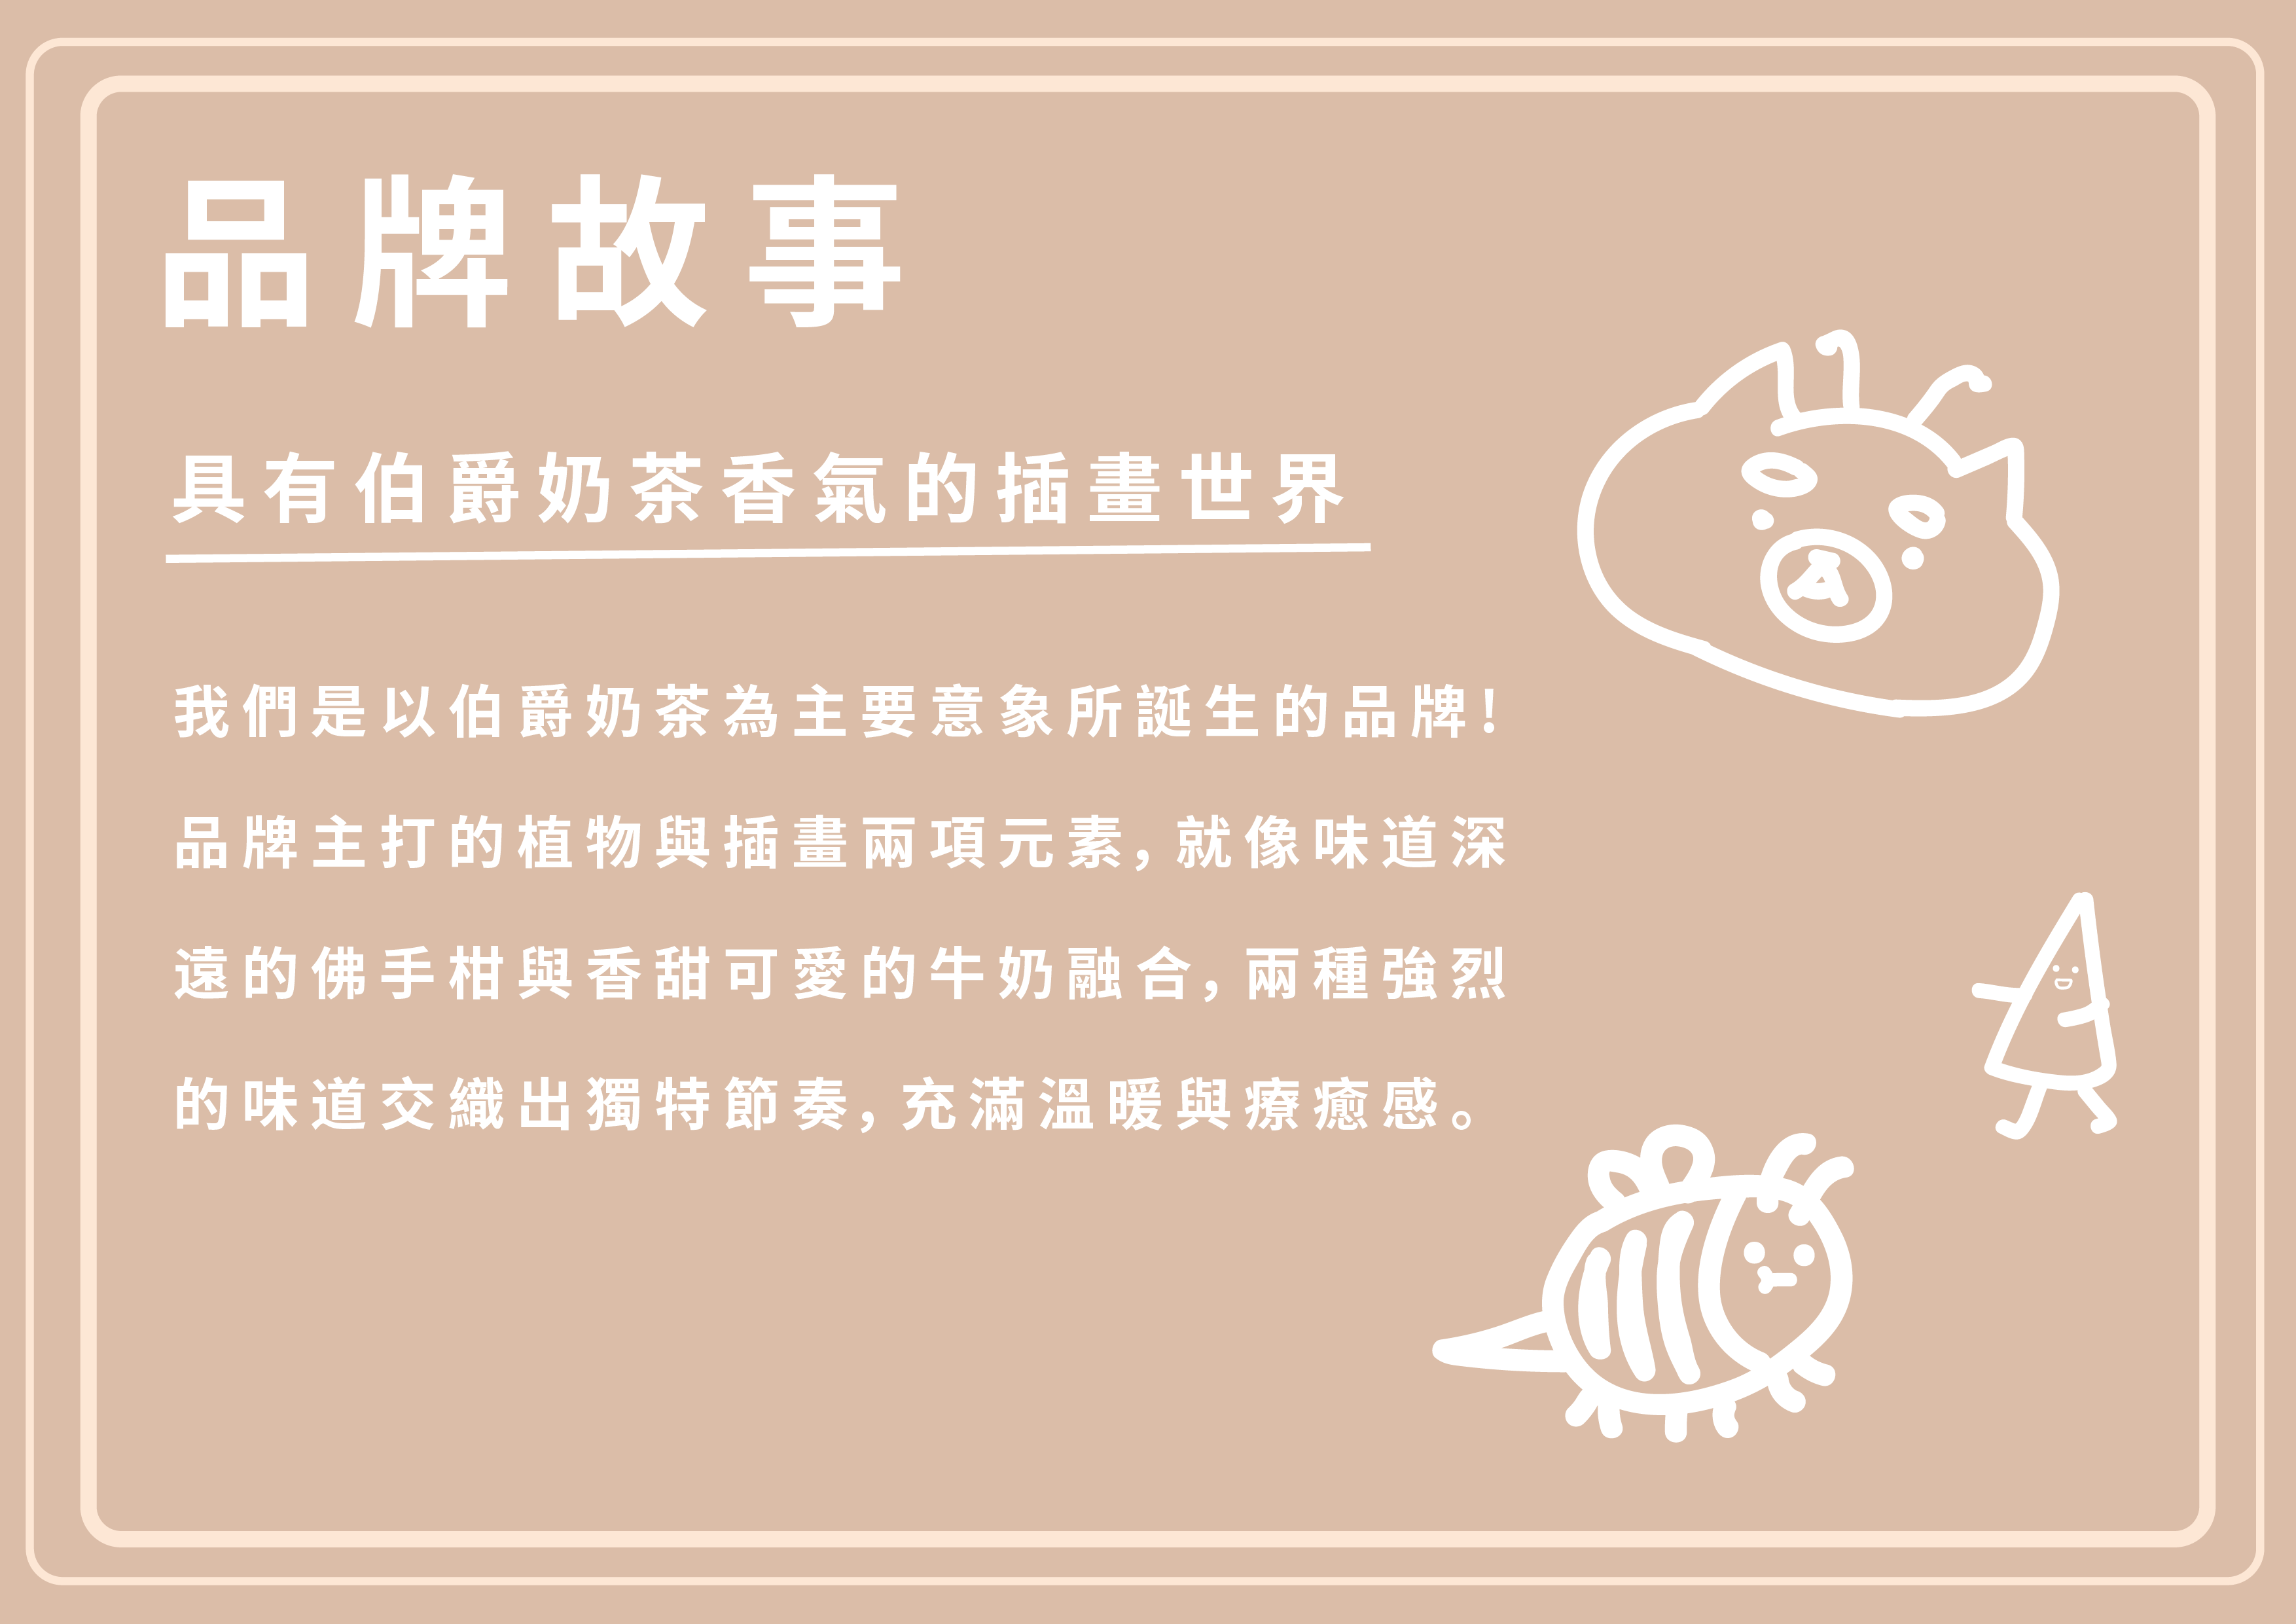 品牌故事
具有伯爵奶茶香氣的插畫世界
我們是以伯爵奶茶為主要意象所誕生的品牌!
品牌主打的植物與插畫兩項元素,就像味道深
遠的佛手柑與香甜可愛的牛奶融合,兩種強烈
的味道交織出獨特節奏,充滿溫暖與療癒感。